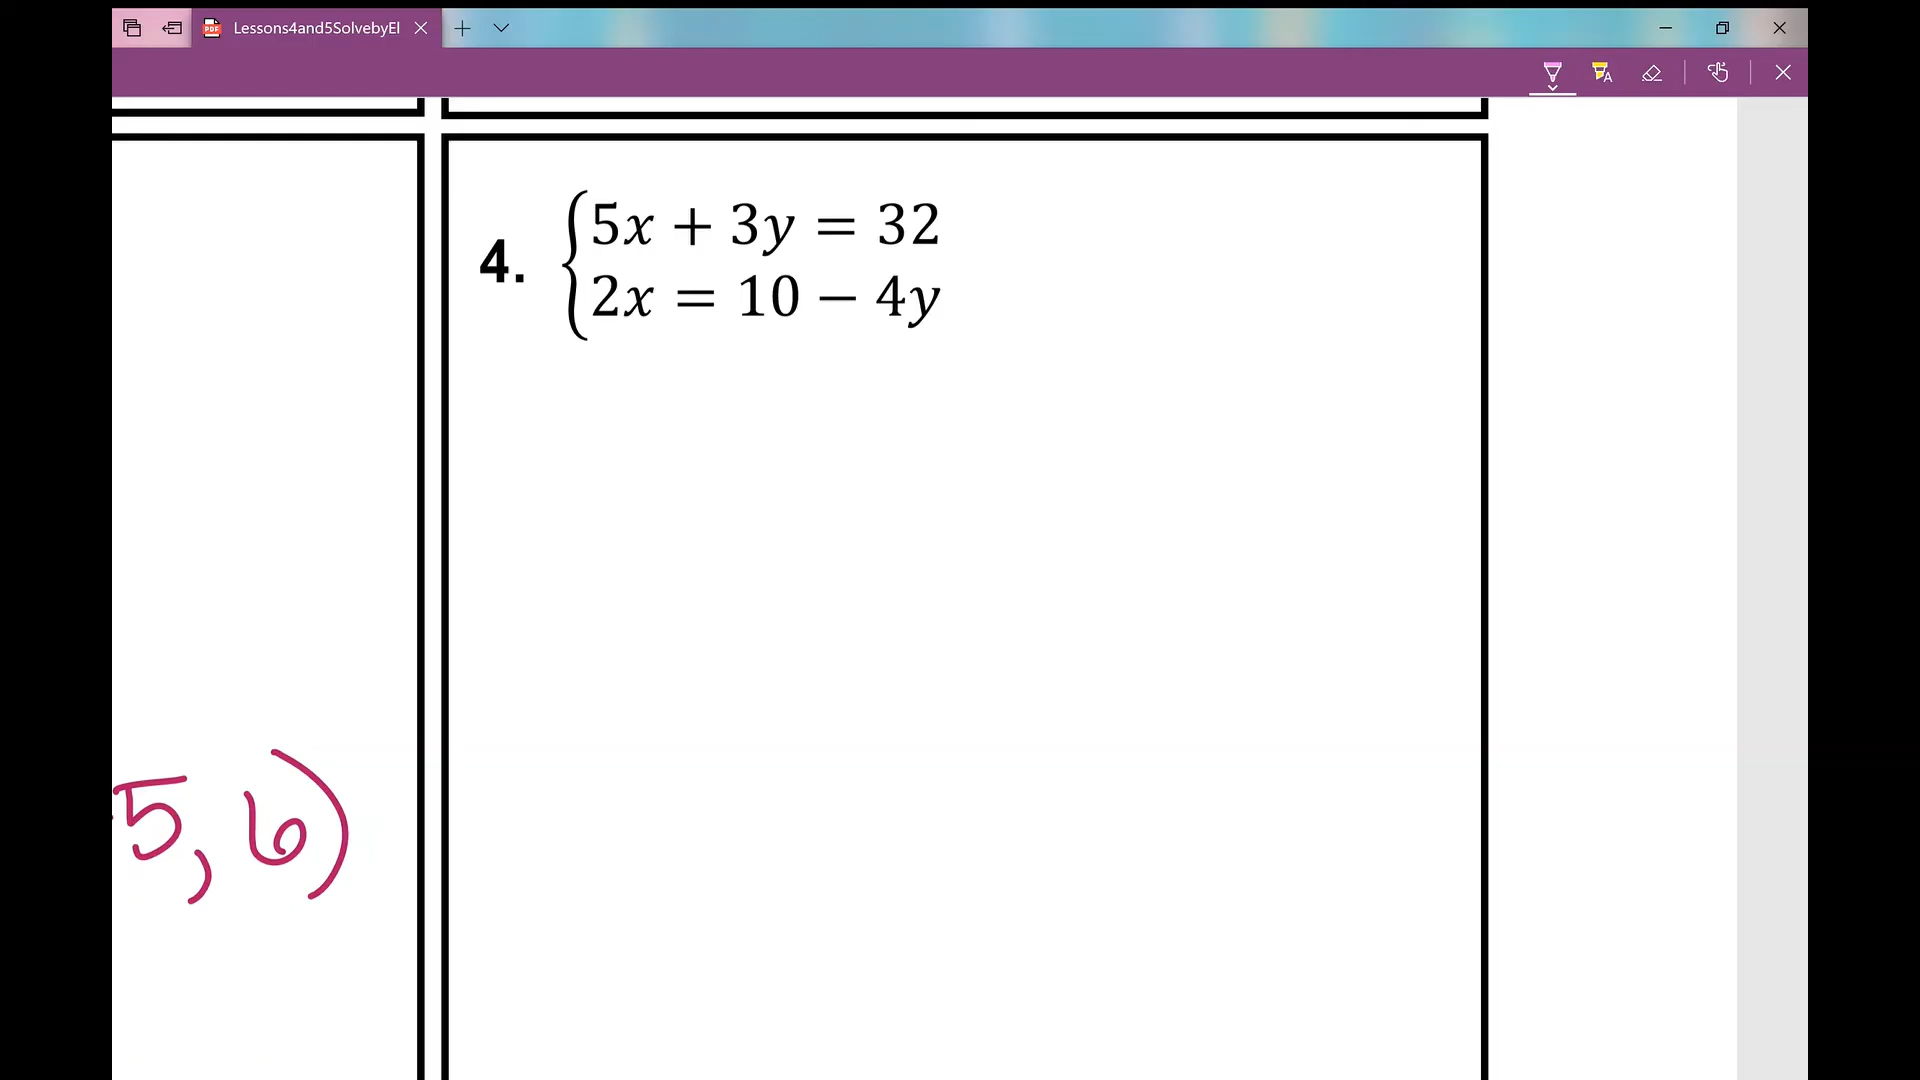 Lessons4and5SolvebyEl
4. 5x + 3y = 32
2x = 10 − 4y
5, 6)